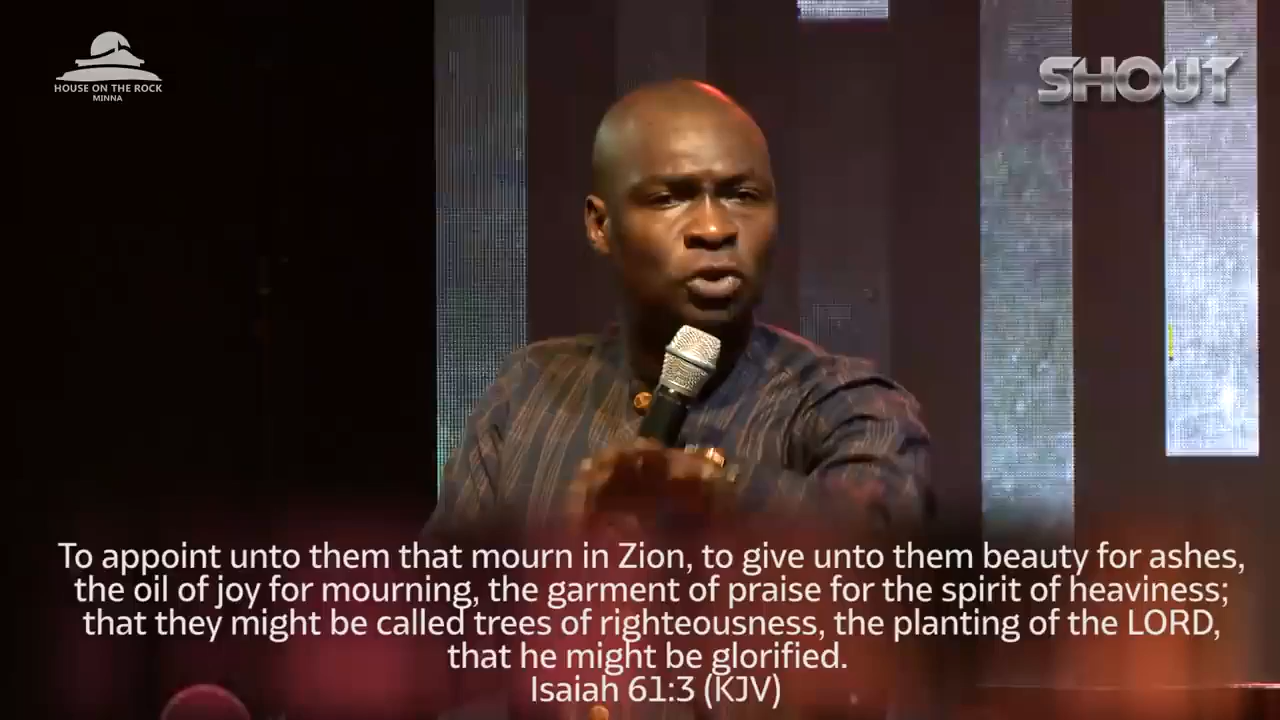 HOUSE ON THE ROCK
MINNA
SHOUT
To appoint unto them that mourn in Zion, to give unto them beauty for ashes,
the oil of joy for mourning, the garment of praise for the spirit of heaviness;
that they might be called trees of righteousness, the planting of the LORD,
that he might be glorified.
Isaiah 61:3 (KJV)